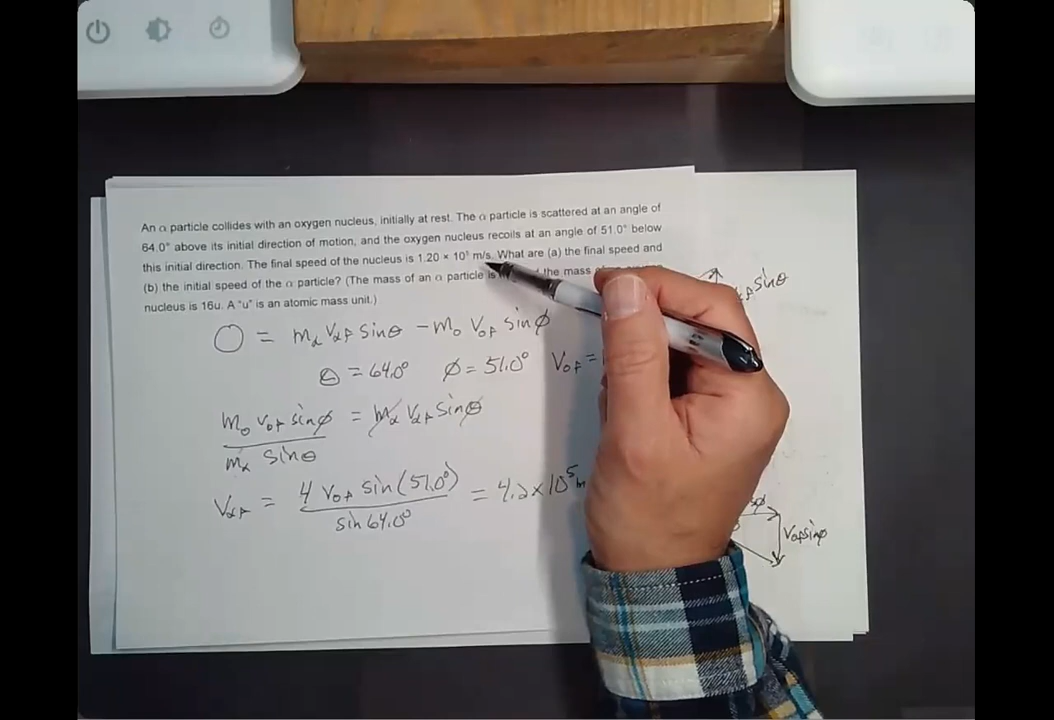 An α particle collides with an oxygen nucleus, initially at rest. The α particle is scattered at an angle of
64.0° above its initial direction of motion, and the oxygen nucleus recoils at an angle of 51.0° below
this initial direction. The final speed of the nucleus is 1.20 × 10⁵ m/s. What are (a) the final speed and
(b) the initial speed of the α particle? (The mass of an α particle is the mass
nucleus is 16u. A "u" is an atomic mass unit.)
sinθ
0 = mα Vαf sinθ - mo Vof sinϕ
θ = 64.0° ϕ = 51.0° Vof =
mo Vof sinϕ = mα Vαf sinθ
mα sinθ
Vαf = 4 Vof sin(51.0°) = 4.2 × 10⁵ m
sin 64.0°
Vof sinϕ